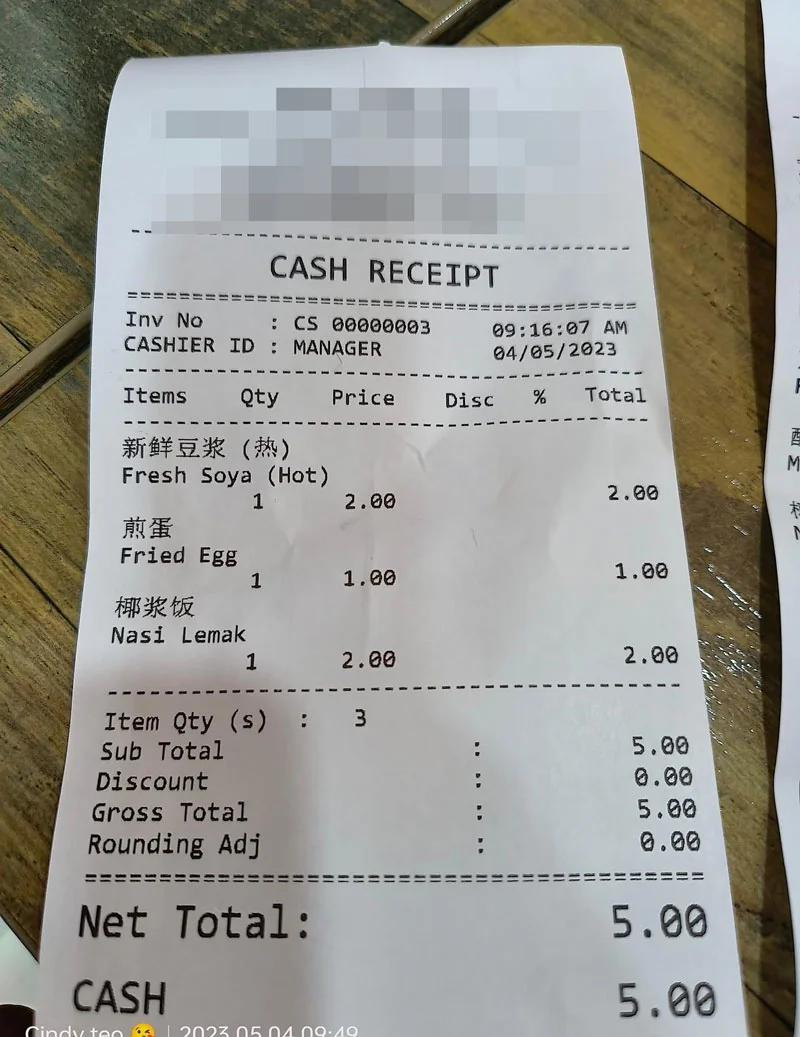 CASH RECEIPT
Inv No : CS 00000003 09:16:07 AM
CASHIER ID : MANAGER 04/05/2023
Items Qty Price Disc % Total
新鲜豆浆 (热)
Fresh Soya (Hot)
1 2.00 2.00
煎蛋
Fried Egg
1 1.00 1.00
椰浆饭
Nasi Lemak
1 2.00 2.00
Item Qty (s) : 3
Sub Total : 5.00
Discount : 0.00
Gross Total : 5.00
Rounding Adj : 0.00
Net Total: 5.00
CASH 5.00
Cindy teo 😘 | 2023.05.04 09:49